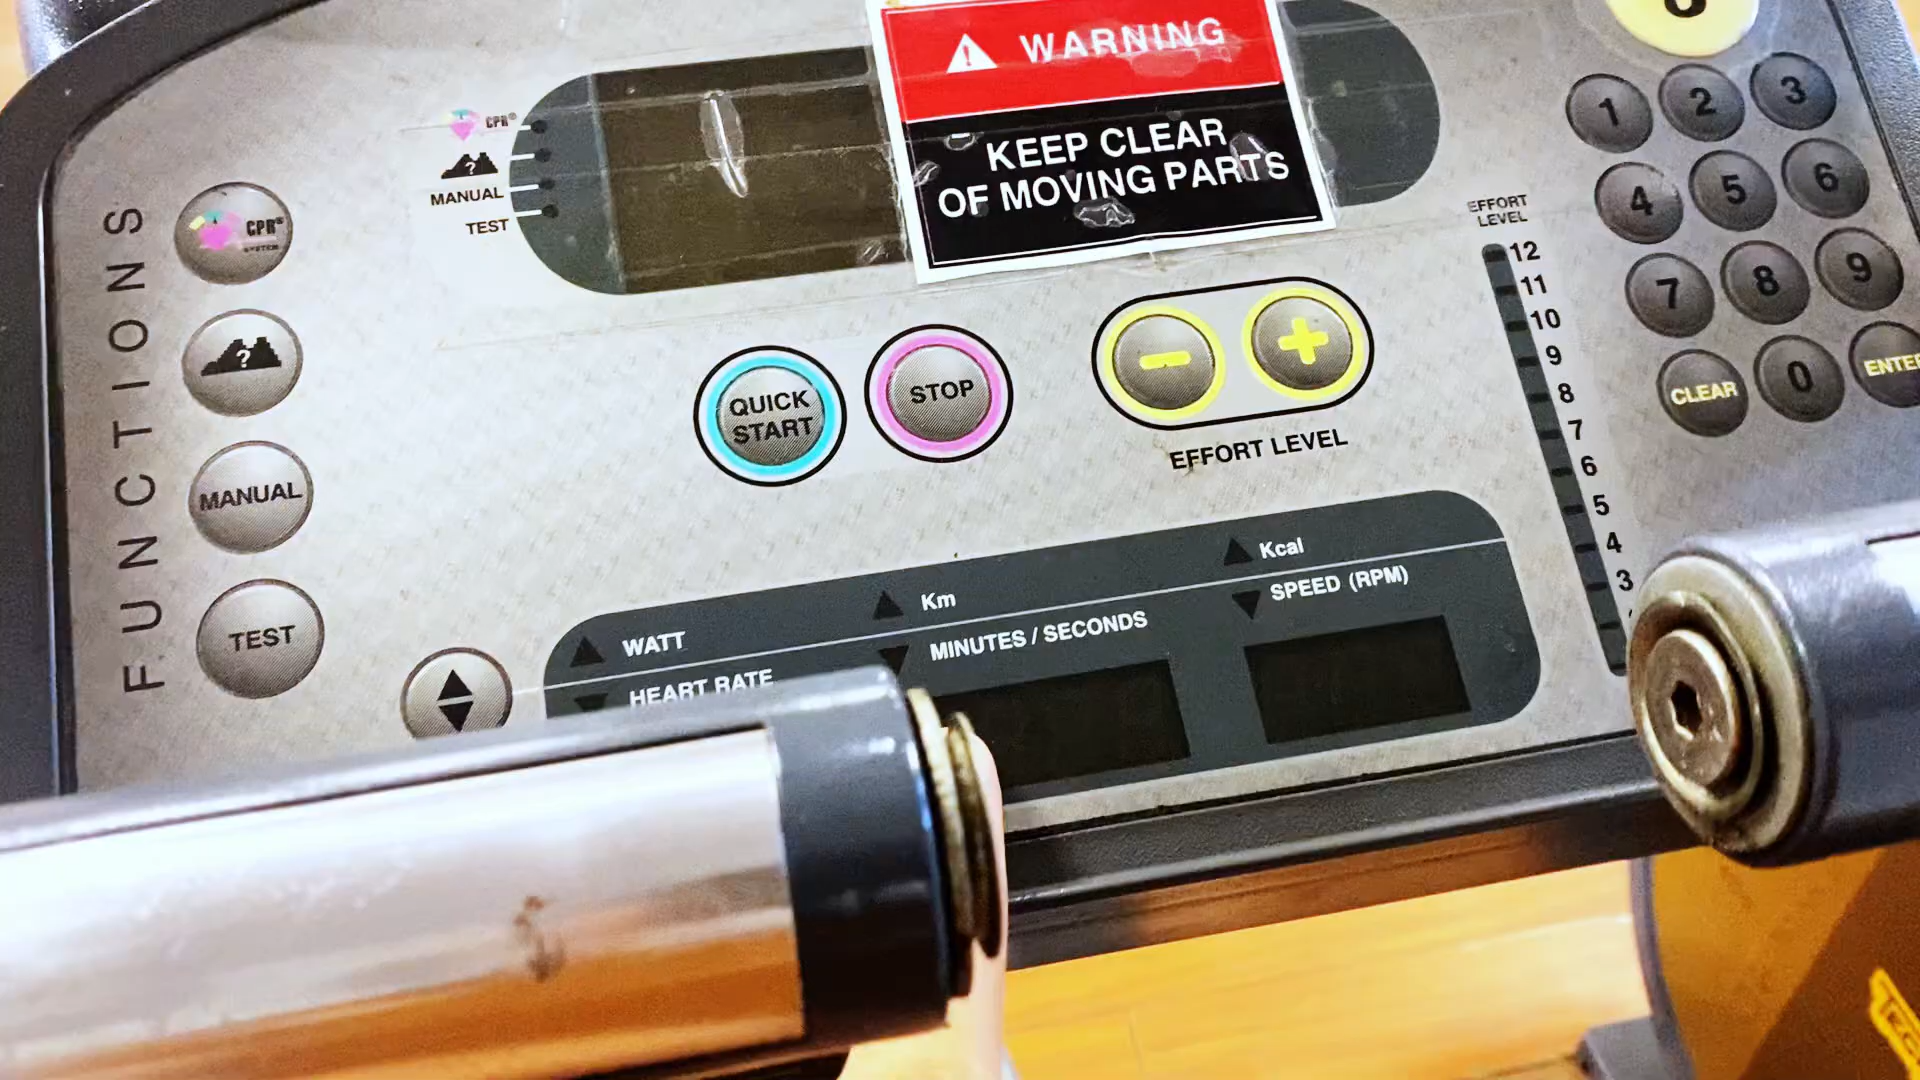 WARNING
KEEP CLEAR
OF MOVING PARTS
CPR®
?
MANUAL
TEST
FUNCTIONS
CPR®
SYSTEM
?
MANUAL
TEST
QUICK
START
STOP
- +
EFFORT LEVEL
EFFORT
LEVEL
12
11
10
9
8
7
6
5
4
3
1 2 3
4 5 6
7 8 9
CLEAR 0 ENTER
WATT
Km
Kcal
HEART RATE
MINUTES / SECONDS
SPEED (RPM)